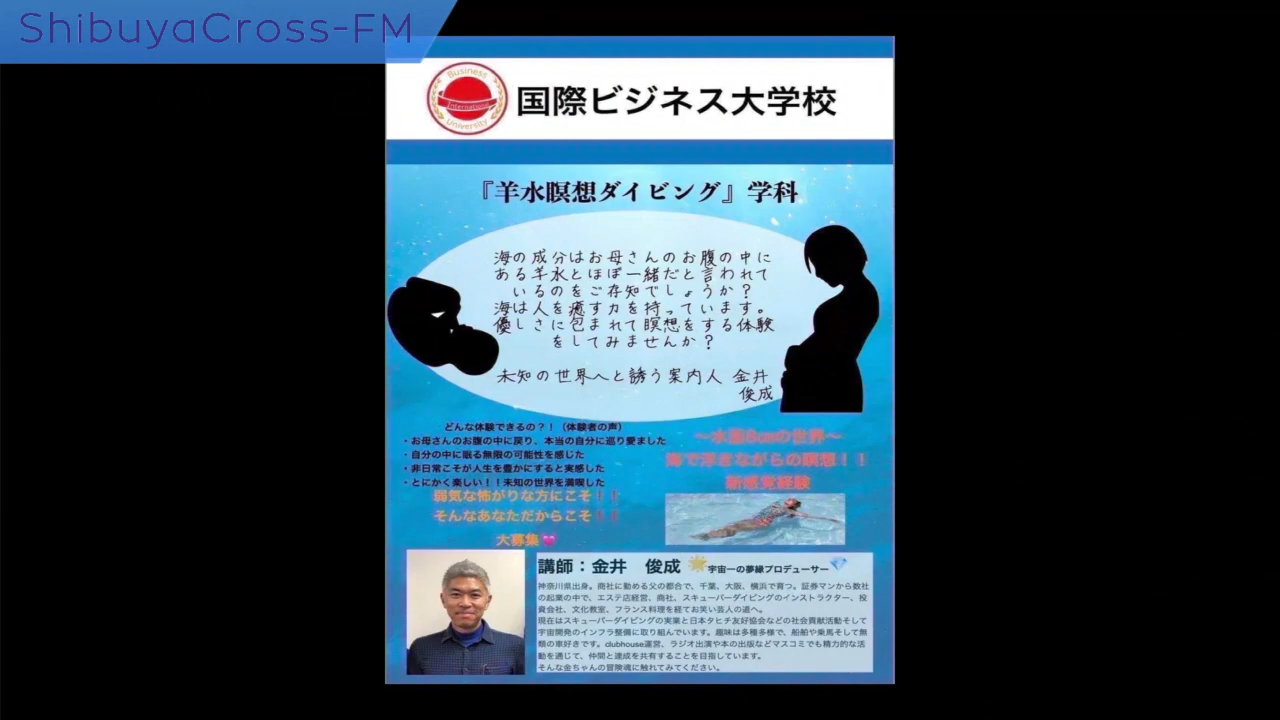 ShibuyaCross-FM
Business
International
University
国際ビジネス大学校
『羊水瞑想ダイビング』学科
海の成分はお母さんのお腹の中に
ある羊水とほぼ一緒だと言われて
いるのをご存知でしょうか？
海は人を癒す力を持っています。
優しさに包まれて瞑想をする体験
をしてみませんか？
未知の世界へと誘う案内人 金井
俊成
どんな体験できるの？！（体験者の声）
・お母さんのお腹の中に戻り、本当の自分に巡り愛ました
・自分の中に眠る無限の可能性を感じた
・非日常こそが人生を豊かにすると実感した
・とにかく楽しい！！未知の世界を満喫した
弱気な怖がりな方にこそ！！
そんなあなただからこそ！！
大募集💓
〜水面8cmの世界〜
海で浮きながらの瞑想！！
新感覚経験
講師：金井　俊成 🌟宇宙一の夢縁プロデューサー💎
神奈川県出身。商社に勤める父の都合で、千葉、大阪、横浜で育つ。証券マンから数社
の起業の中で、エステ店経営、商社、スキューバーダイビングのインストラクター、投
資会社、文化教室、フランス料理を経てお笑い芸人の道へ。
現在はスキューバーダイビングの実業と日本タヒチ友好協会などの社会貢献活動そして
宇宙開発のインフラ整備に取り組んでいます。趣味は多種多様で、船舶や乗馬そして無
類の車好きです。clubhouse運営、ラジオ出演や本の出版などマスコミでも精力的な活
動を通じて、仲間と達成を共有することを目指しています。
そんな金ちゃんの冒険魂に触れてみてください。